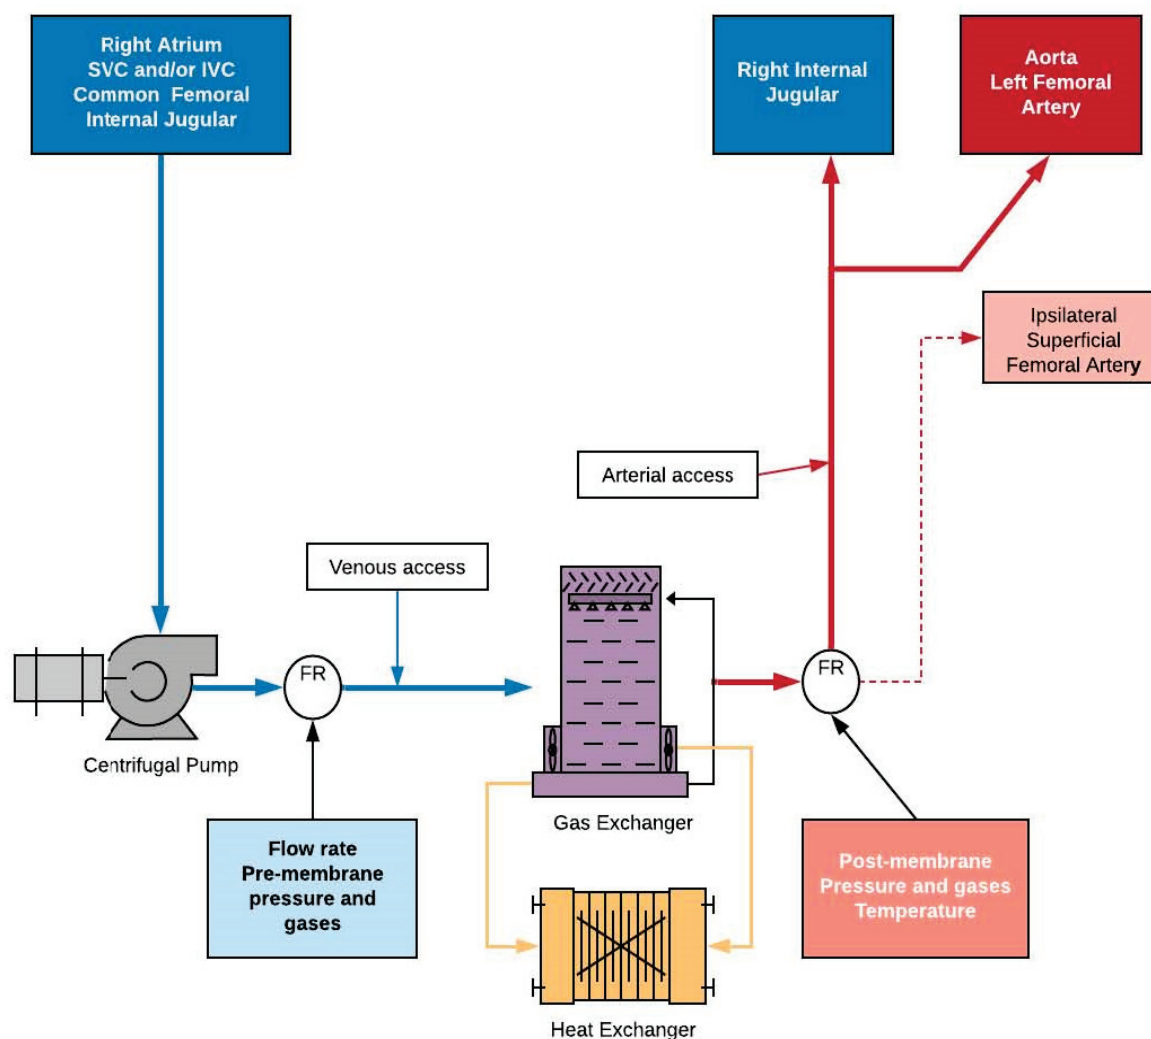 Right Atrium
SVC and/or IVC
Common Femoral
Internal Jugular
Right Internal
Jugular
Aorta
Left Femoral
Artery
Ipsilateral
Superficial
Femoral Artery
Arterial access
Venous access
FR
FR
Centrifugal Pump
Gas Exchanger
Flow rate
Pre-membrane
pressure and
gases
Post-membrane
Pressure and gases
Temperature
Heat Exchanger